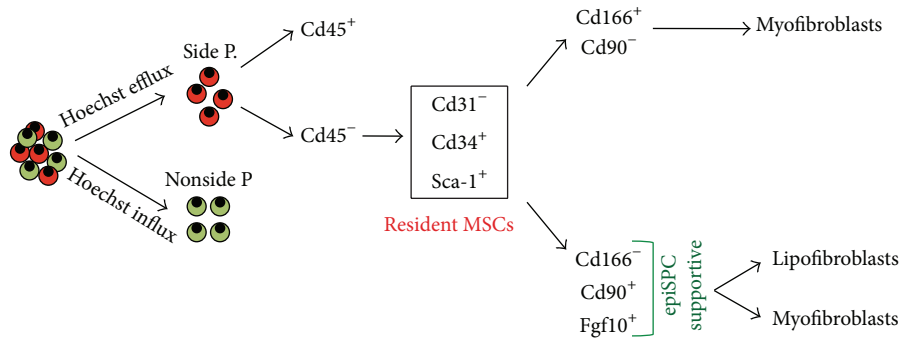 Hoechst efflux
Hoechst influx
Side P.
Nonside P
Cd45⁺
Cd45⁻
Cd31⁻
Cd34⁺
Sca-1⁺
Resident MSCs
Cd166⁺
Cd90⁻
Myofibroblasts
Cd166⁻
Cd90⁺
Fgf10⁺
epiSPC
supportive
Lipofibroblasts
Myofibroblasts